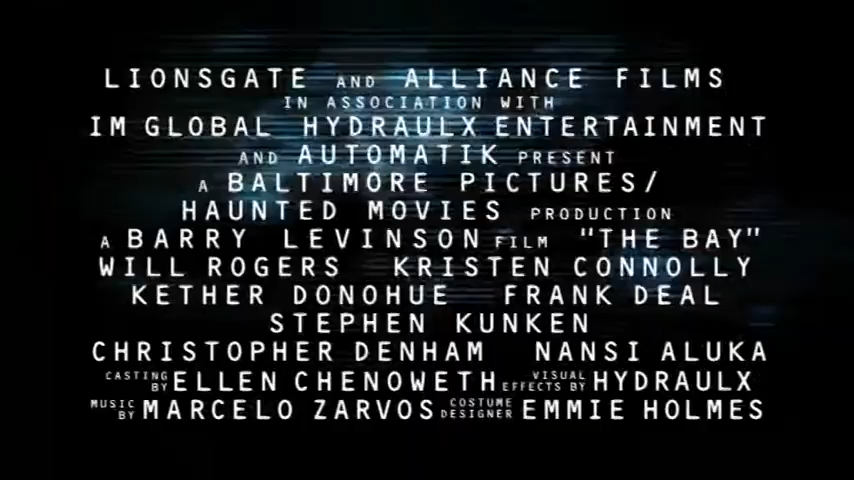 LIONSGATE AND ALLIANCE FILMS
IN ASSOCIATION WITH
IM GLOBAL HYDRAULX ENTERTAINMENT
AND AUTOMATIK PRESENT
A BALTIMORE PICTURES/
HAUNTED MOVIES PRODUCTION
A BARRY LEVINSON FILM "THE BAY"
WILL ROGERS KRISTEN CONNOLLY
KETHER DONOHUE FRANK DEAL
STEPHEN KUNKEN
CHRISTOPHER DENHAM NANSI ALUKA
CASTING BY ELLEN CHENOWETH VISUAL EFFECTS BY HYDRAULX
MUSIC BY MARCELO ZARVOS COSTUME DESIGNER EMMIE HOLMES